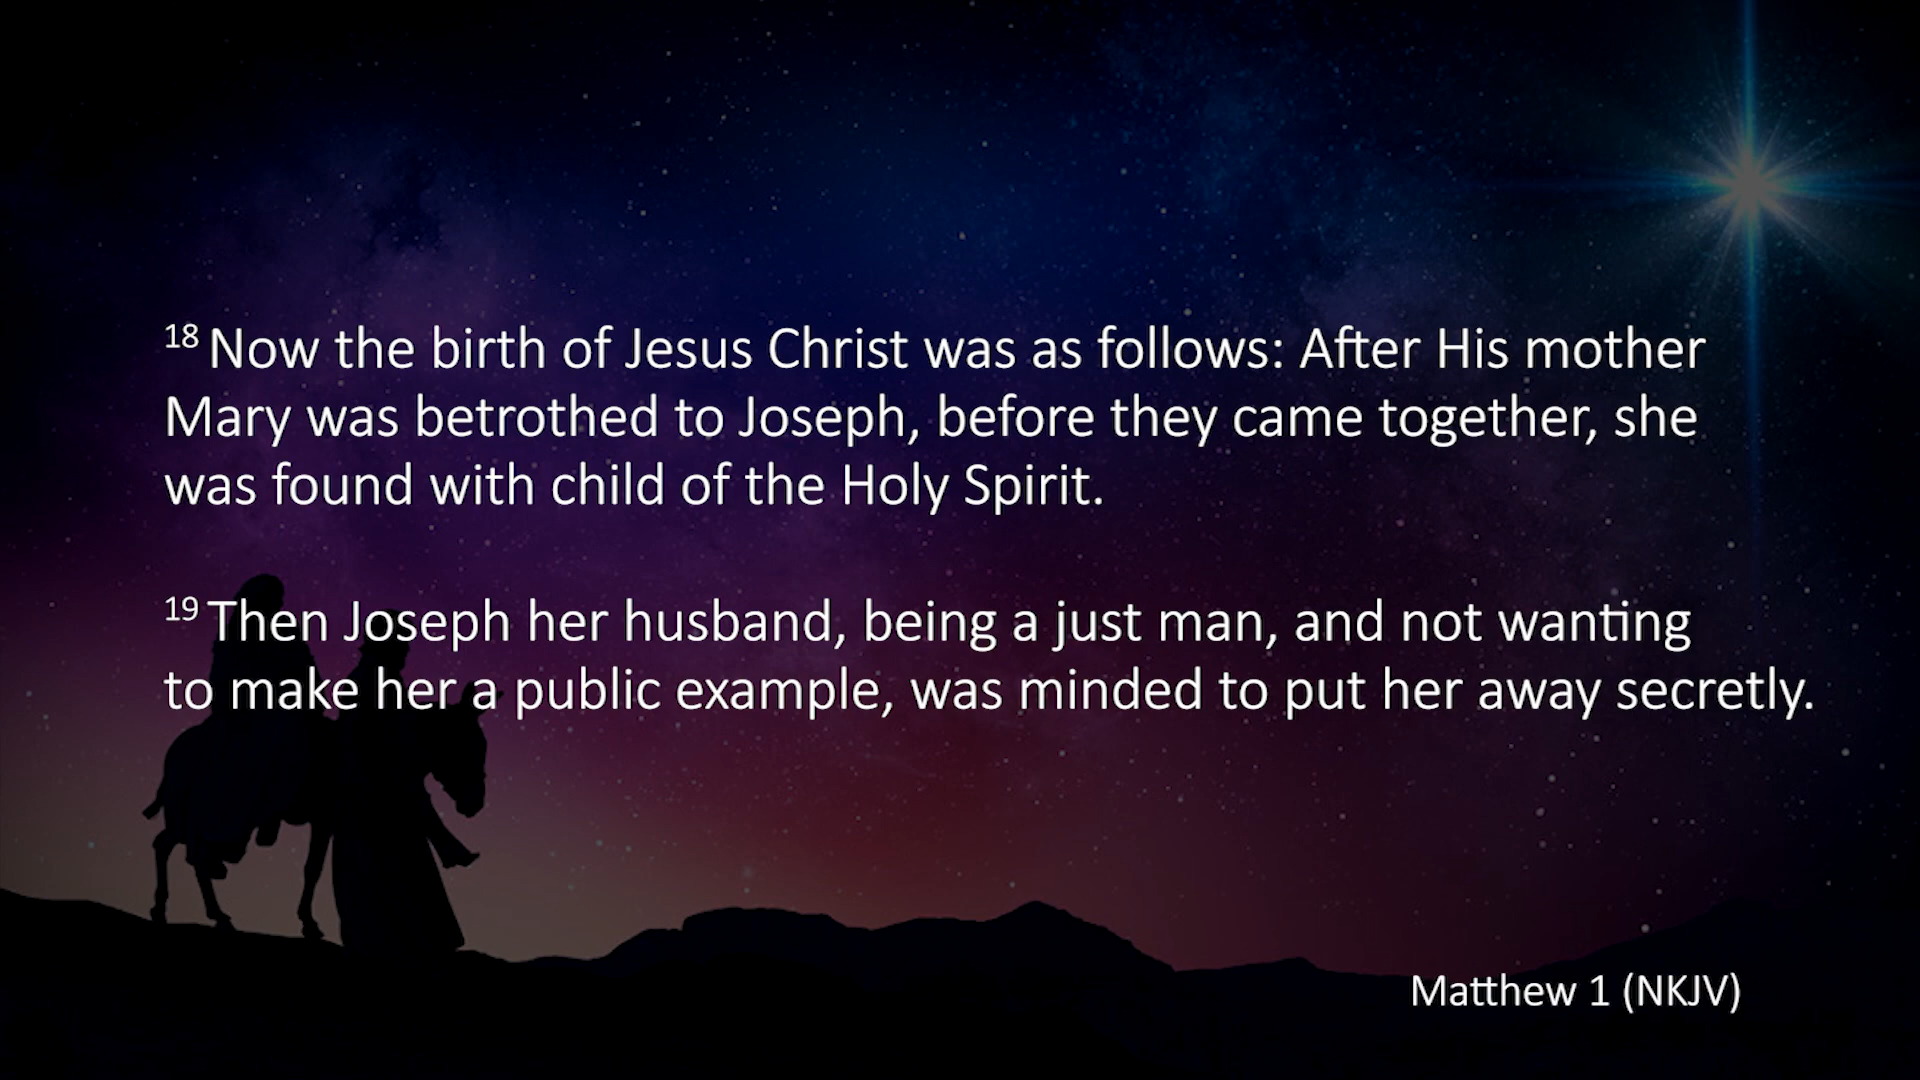 18 Now the birth of Jesus Christ was as follows: After His mother
Mary was betrothed to Joseph, before they came together, she
was found with child of the Holy Spirit.
19 Then Joseph her husband, being a just man, and not wanting
to make her a public example, was minded to put her away secretly.
Matthew 1 (NKJV)